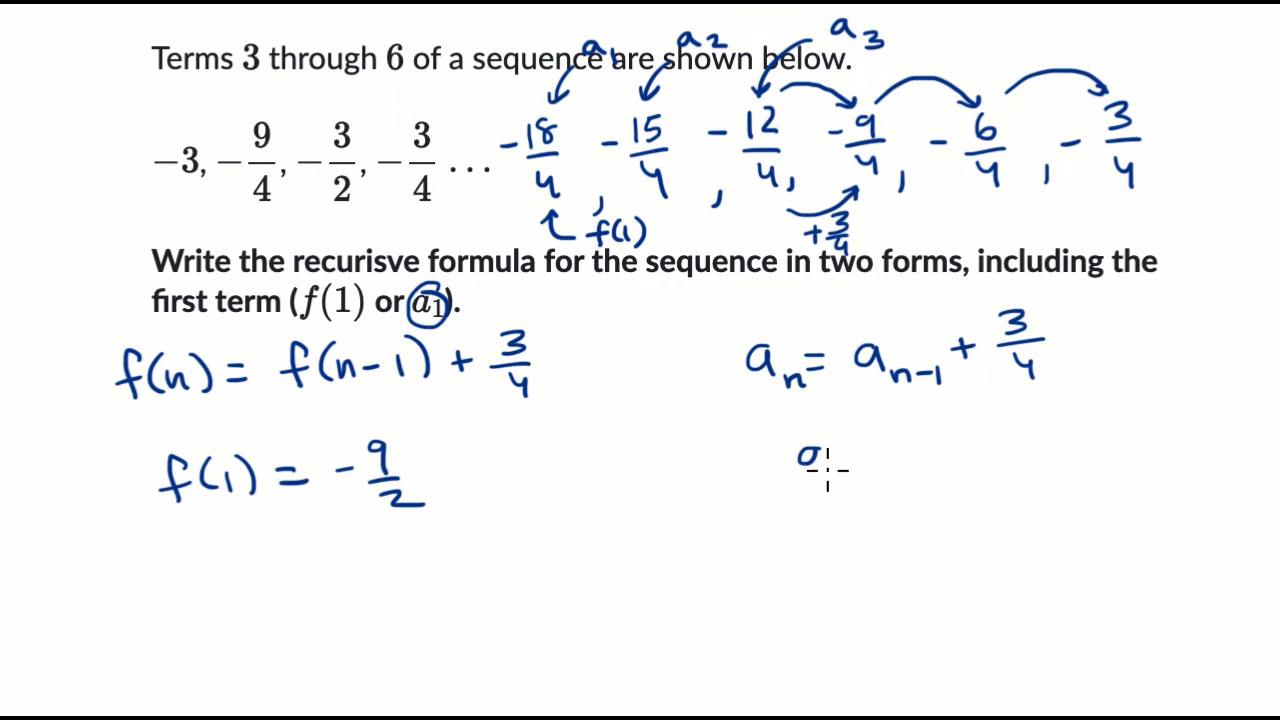 Terms 3 through 6 of a sequence are shown below.
a₁ a₂ a₃
−3, −9/4, −3/2, −3/4 ... −18/4, −15/4, −12/4, −9/4, −6/4, −3/4
f(1) +3/4
Write the recurisve formula for the sequence in two forms, including the
first term (f(1) or a₁).
f(n) = f(n−1) + 3/4 aₙ = aₙ₋₁ + 3/4
f(1) = −9/2